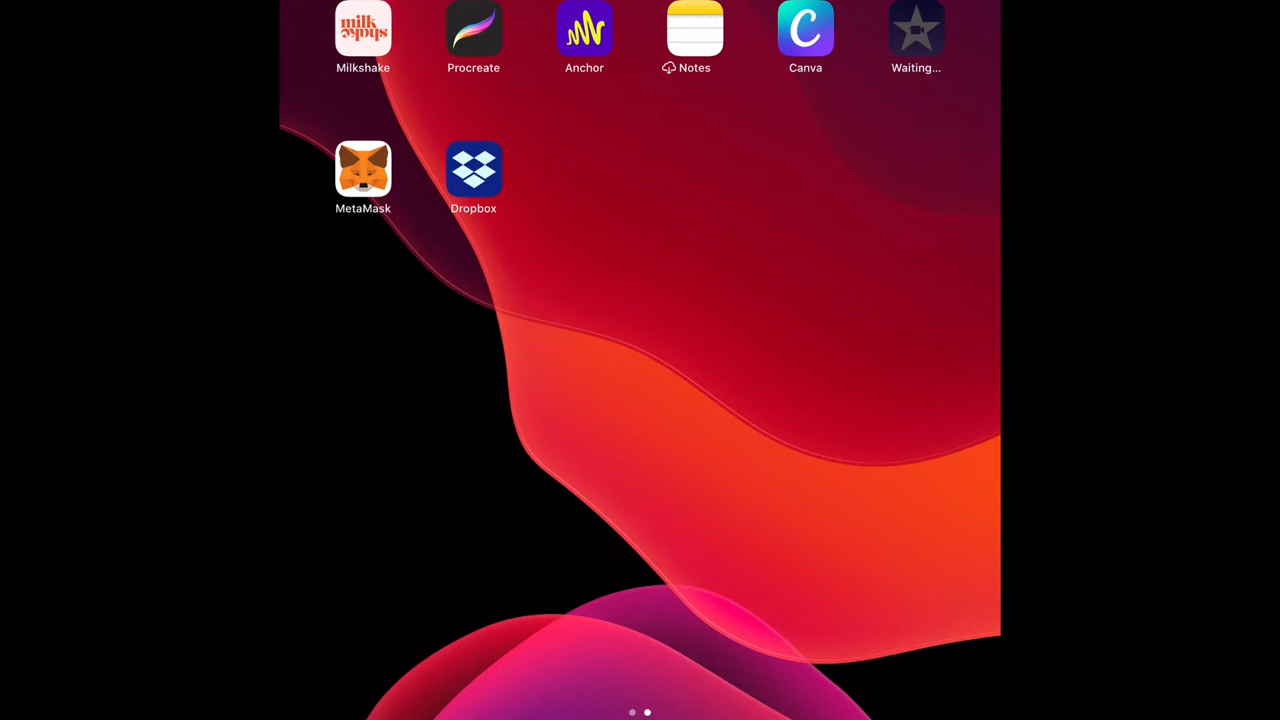 milk
shake
C
Milkshake
Procreate
Anchor
Notes
Canva
Waiting...
MetaMask
Dropbox